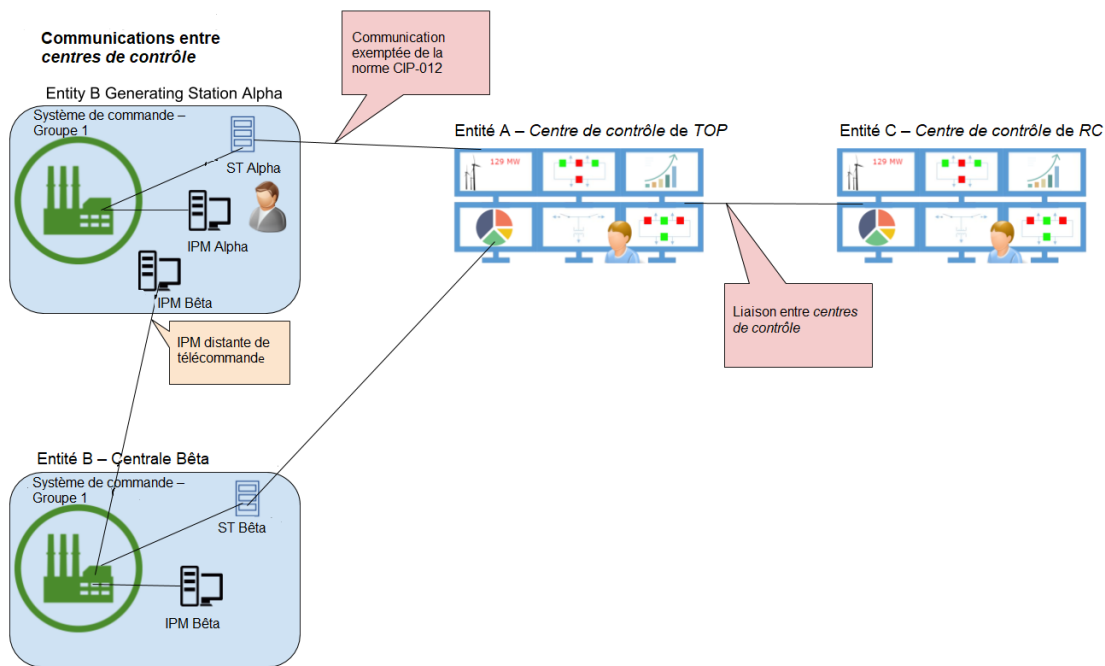 Communications entre
centres de contrôle
Entity B Generating Station Alpha
Système de commande –
Groupe 1
ST Alpha
IPM Alpha
IPM Bêta
Communication
exemptée de la
norme CIP-012
IPM distante de
télécommande
Entité A – Centre de contrôle de TOP
129 MW
Entité C – Centre de contrôle de RC
129 MW
Liaison entre centres
de contrôle
Entité B – Centrale Bêta
Système de commande –
Groupe 1
ST Bêta
IPM Bêta